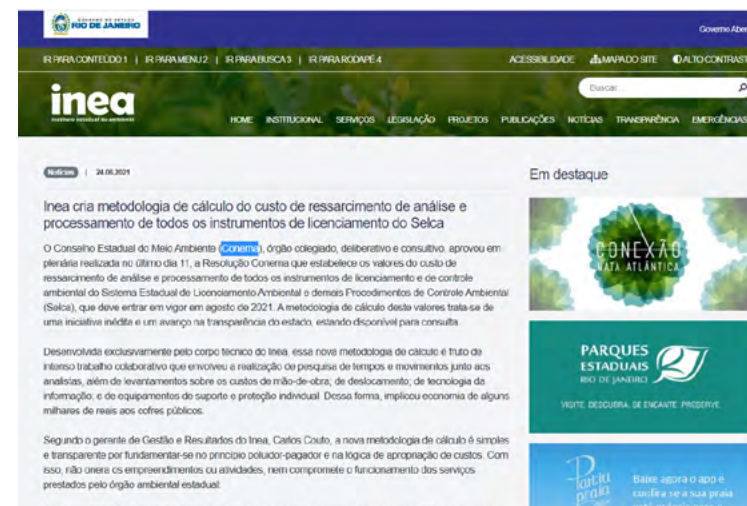 GOVERNO DO ESTADO
RIO DE JANEIRO
Governo Aber
IR PARA CONTEÚDO 1 | IR PARA MENU 2 | IR PARA BUSCA 3 | IR PARA RODAPÉ 4
ACESSIBILIDADE MAPA DO SITE ALTO CONTRAST
inea
instituto estadual do ambiente
Buscar...
HOME INSTITUCIONAL SERVIÇOS LEGISLAÇÃO PROJETOS PUBLICAÇÕES NOTÍCIAS TRANSPARÊNCIA EMERGÊNCIAS
Notícias | 24.06.2021
Inea cria metodologia de cálculo do custo de ressarcimento de análise e
processamento de todos os instrumentos de licenciamento do Selca
O Conselho Estadual do Meio Ambiente (Conema), órgão colegiado, deliberativo e consultivo, aprovou em
plenária realizada no último dia 11, a Resolução Conema que estabelece os valores do custo de
ressarcimento de análise e processamento de todos os instrumentos de licenciamento e de controle
ambiental do Sistema Estadual de Licenciamento Ambiental e demais Procedimentos de Controle Ambiental
(Selca), que deve entrar em vigor em agosto de 2021. A metodologia de cálculo deste valores trata-se de
uma iniciativa inédita e um avanço na transparência do estado, estando disponível para consulta.
Desenvolvida exclusivamente pelo corpo técnico do Inea, essa nova metodologia de cálculo é fruto de
intenso trabalho colaborativo que envolveu a realização de pesquisa de tempos e movimentos junto aos
analistas, além de levantamentos sobre os custos de mão-de-obra; de deslocamento; de tecnologia da
informação; e de equipamentos de suporte e proteção individual. Dessa forma, implicou economia de alguns
milhares de reais aos cofres públicos.
Segundo o gerente de Gestão e Resultados do Inea, Carlos Couto, a nova metodologia de cálculo é simples
e transparente por fundamentar-se no princípio poluidor-pagador e na lógica de apropriação de custos. Com
isso, não onera os empreendimentos ou atividades, nem compromete o funcionamento dos serviços
prestados pelo órgão ambiental estadual.
Em destaque
CONEXÃO
MATA ATLÂNTICA
PARQUES
ESTADUAIS
RIO DE JANEIRO
VISITE. DESCUBRA. SE ENCANTE. PRESERVE.
Partiu
praia
Baixe agora o app e
confira se a sua praia